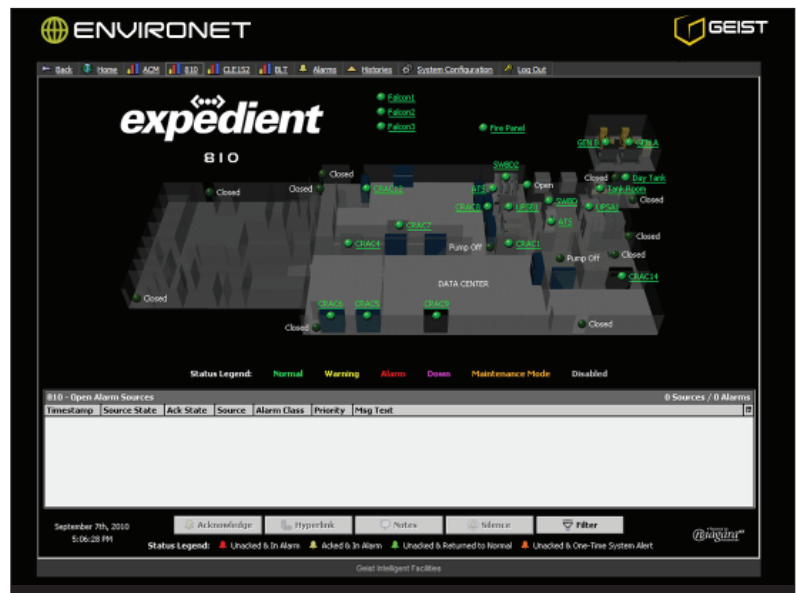 ENVIRONET
GEIST
Back Home ACM 810 CLE152 BLT Alarms Histories System Configuration Log Out
expedient
810
Falcon1
Falcon2
Falcon3
Fire Panel
GEN B GEN A
SWBD2
Closed Closed Day Tank
Closed Closed CRAC12 ATS Open Tank Room
CRAC8 UPSB1 SWBD UPSA1 Closed
CRAC7 ATS
CRAC4 Pump Off CRAC1 Closed
Pump Off Closed
DATA CENTER CRAC14
Closed
CRAC6 CRAC5 CRAC9
Closed Closed
Status Legend: Normal Warning Alarm Down Maintenance Mode Disabled
810 - Open Alarm Sources 0 Sources / 0 Alarms
Timestamp Source State Ack State Source Alarm Class Priority Msg Text
Acknowledge Hyperlink Notes Silence Filter
September 7th, 2010
5:06:28 PM
niagara
Status Legend: Unacked & In Alarm Acked & In Alarm Unacked & Returned to Normal Unacked & One-Time System Alert
Geist Intelligent Facilities